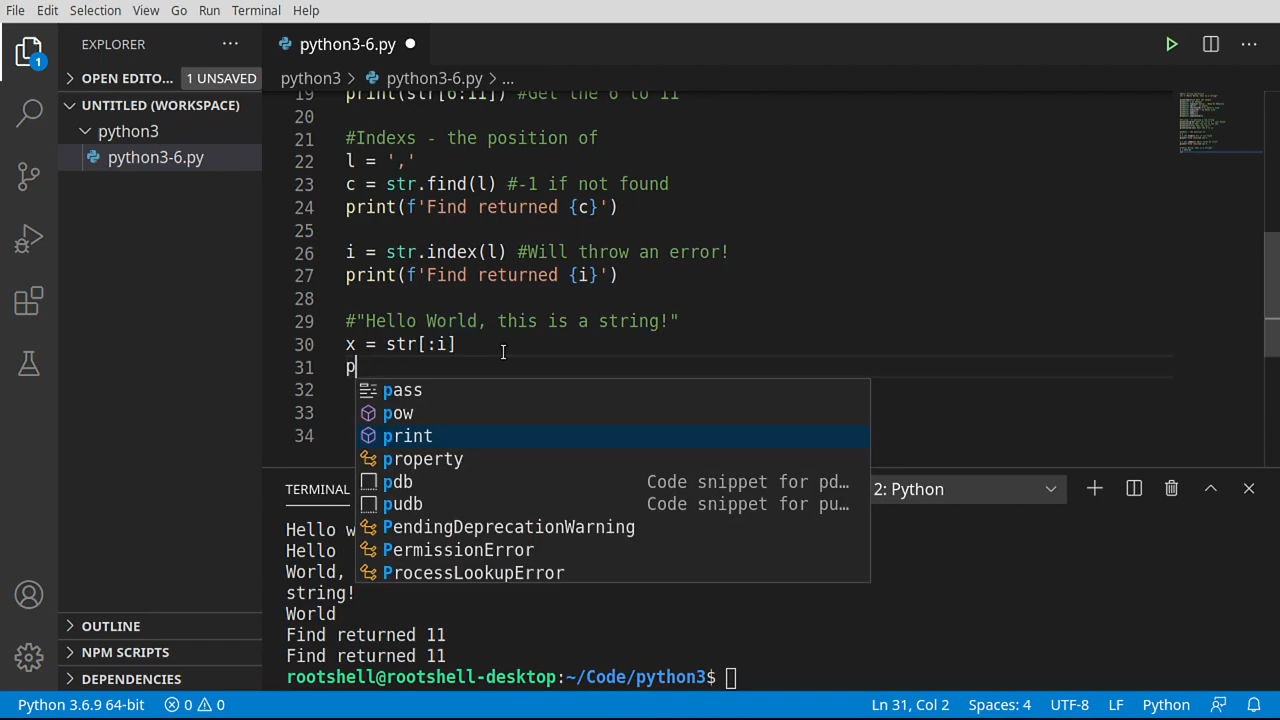 File Edit Selection View Go Run Terminal Help
EXPLORER
python3-6.py
OPEN EDITO... 1 UNSAVED
python3 > python3-6.py > ...
UNTITLED (WORKSPACE)
python3
python3-6.py
1
19 print(str[6:11]) #Get the 6 to 11
20
21 #Indexs - the position of
22 l = ','
23 c = str.find(l) #-1 if not found
24 print(f'Find returned {c}')
25
26 i = str.index(l) #Will throw an error!
27 print(f'Find returned {i}')
28
29 #"Hello World, this is a string!"
30 x = str[:i]
31 p
32
33
34
pass
pow
print
property
pdb Code snippet for pd...
pudb Code snippet for pu...
PendingDeprecationWarning
PermissionError
ProcessLookupError
TERMINAL
2: Python
Hello w
Hello
World,
string!
World
Find returned 11
Find returned 11
rootshell@rootshell-desktop:~/Code/python3$
OUTLINE
NPM SCRIPTS
DEPENDENCIES
Python 3.6.9 64-bit 0 0 Ln 31, Col 2 Spaces: 4 UTF-8 LF Python